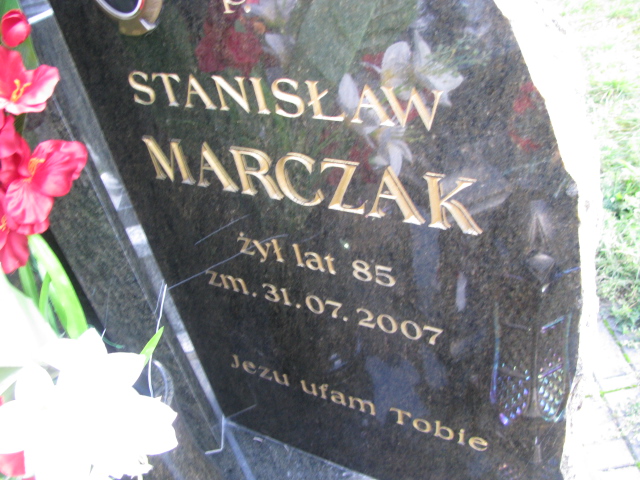 STANISŁAW
MARCZAK
żył lat 85
zm. 31.07.2007
Jezu ufam Tobie